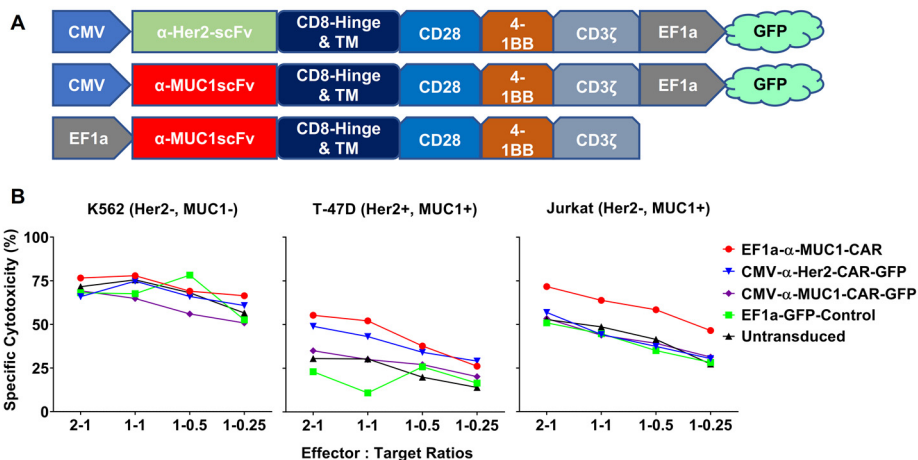 A
CMV α-Her2-scFv CD8-Hinge & TM CD28 4-1BB CD3ζ EF1a GFP
CMV α-MUC1scFv CD8-Hinge & TM CD28 4-1BB CD3ζ EF1a GFP
EF1a α-MUC1scFv CD8-Hinge & TM CD28 4-1BB CD3ζ
B
K562 (Her2-, MUC1-) T-47D (Her2+, MUC1+) Jurkat (Her2-, MUC1+)
Specific Cytotoxicity (%)
100
75
50
25
0
2-1 1-1 1-0.5 1-0.25 2-1 1-1 1-0.5 1-0.25 2-1 1-1 1-0.5 1-0.25
Effector : Target Ratios
EF1a-α-MUC1-CAR
CMV-α-Her2-CAR-GFP
CMV-α-MUC1-CAR-GFP
EF1a-GFP-Control
Untransduced